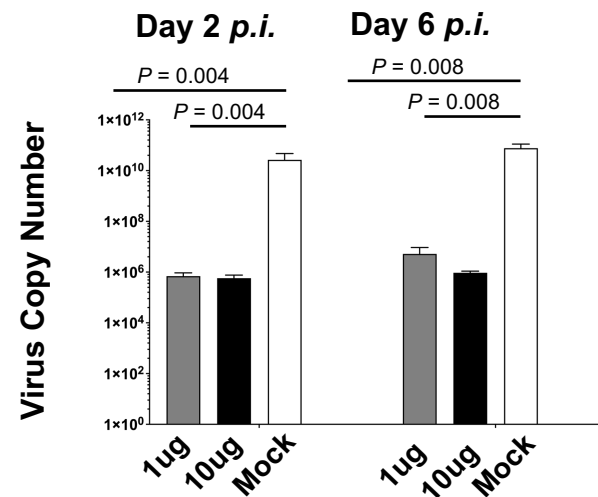 Day 2 p.i.
Day 6 p.i.
P = 0.004
P = 0.008
P = 0.004
P = 0.008
Virus Copy Number
1×10¹²
1×10¹⁰
1×10⁸
1×10⁶
1×10⁴
1×10²
1×10⁰
1ug
10ug
Mock
1ug
10ug
Mock